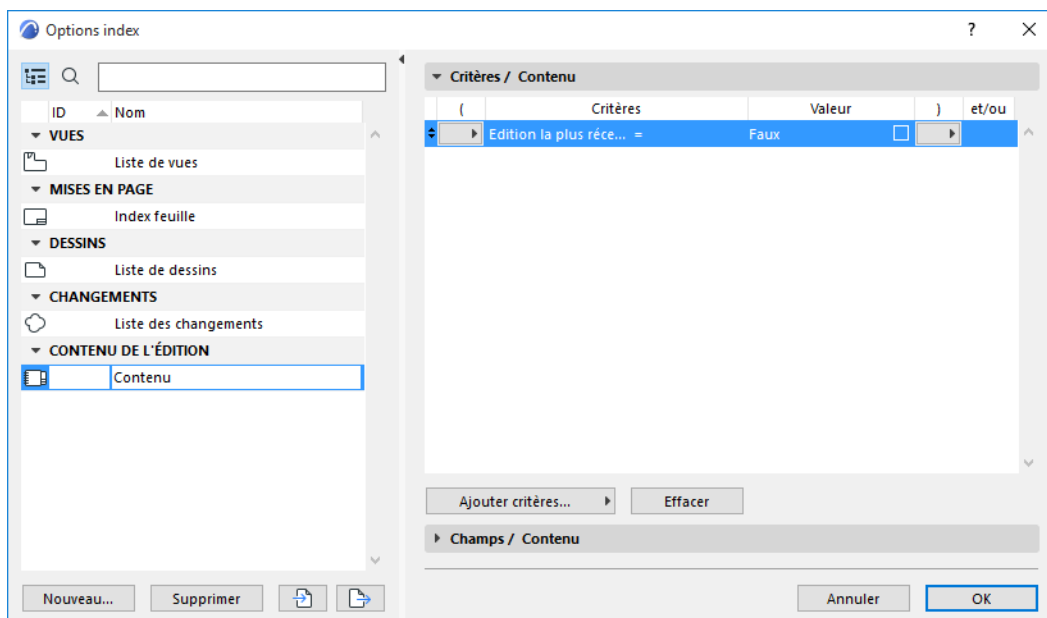 Options index
?
ID Nom
VUES
Liste de vues
MISES EN PAGE
Index feuille
DESSINS
Liste de dessins
CHANGEMENTS
Liste des changements
CONTENU DE L'ÉDITION
Contenu
Nouveau... Supprimer
Critères / Contenu
( Critères Valeur ) et/ou
Edition la plus réce... = Faux
Ajouter critères... Effacer
Champs / Contenu
Annuler OK